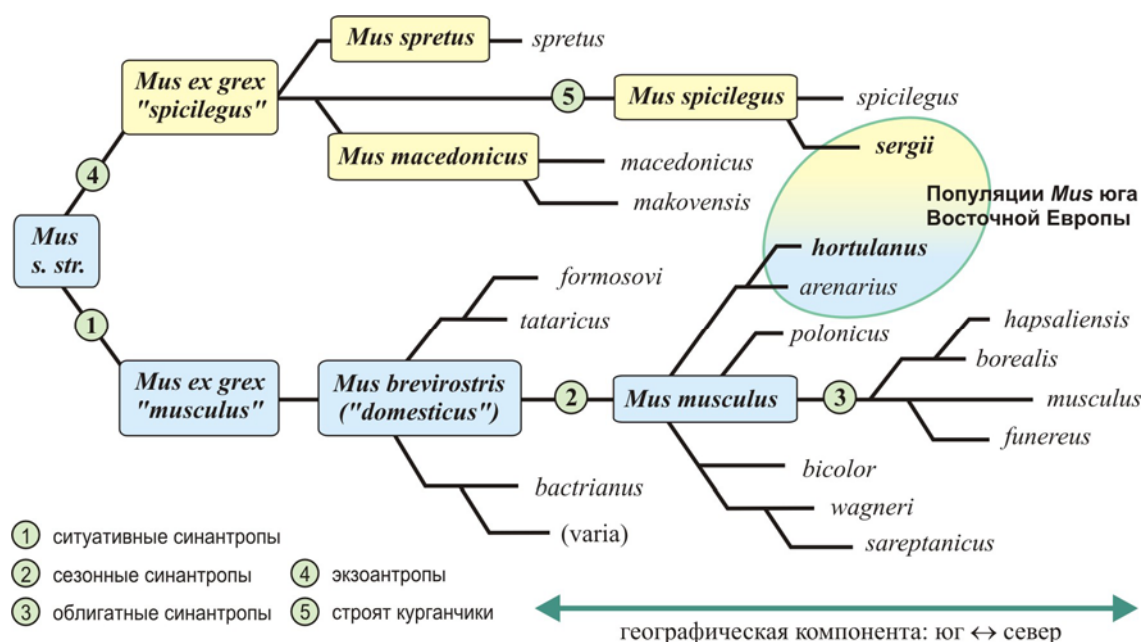 Mus spretus
spretus
Mus ex grex
"spicilegus"
5
Mus spicilegus
spicilegus
sergii
Mus macedonicus
macedonicus
makovensis
4
Популяции Mus юга
Восточной Европы
Mus
s. str.
hortulanus
arenarius
formosovi
tataricus
1
polonicus
hapsaliensis
borealis
Mus ex grex
"musculus"
Mus brevirostris
("domesticus")
2
Mus musculus
3
musculus
funereus
bactrianus
(varia)
bicolor
wagneri
sareptanicus
1 ситуативные синантропы
2 сезонные синантропы
3 облигатные синантропы
4 экзоантропы
5 строят курганчики
географическая компонента: юг ↔ север